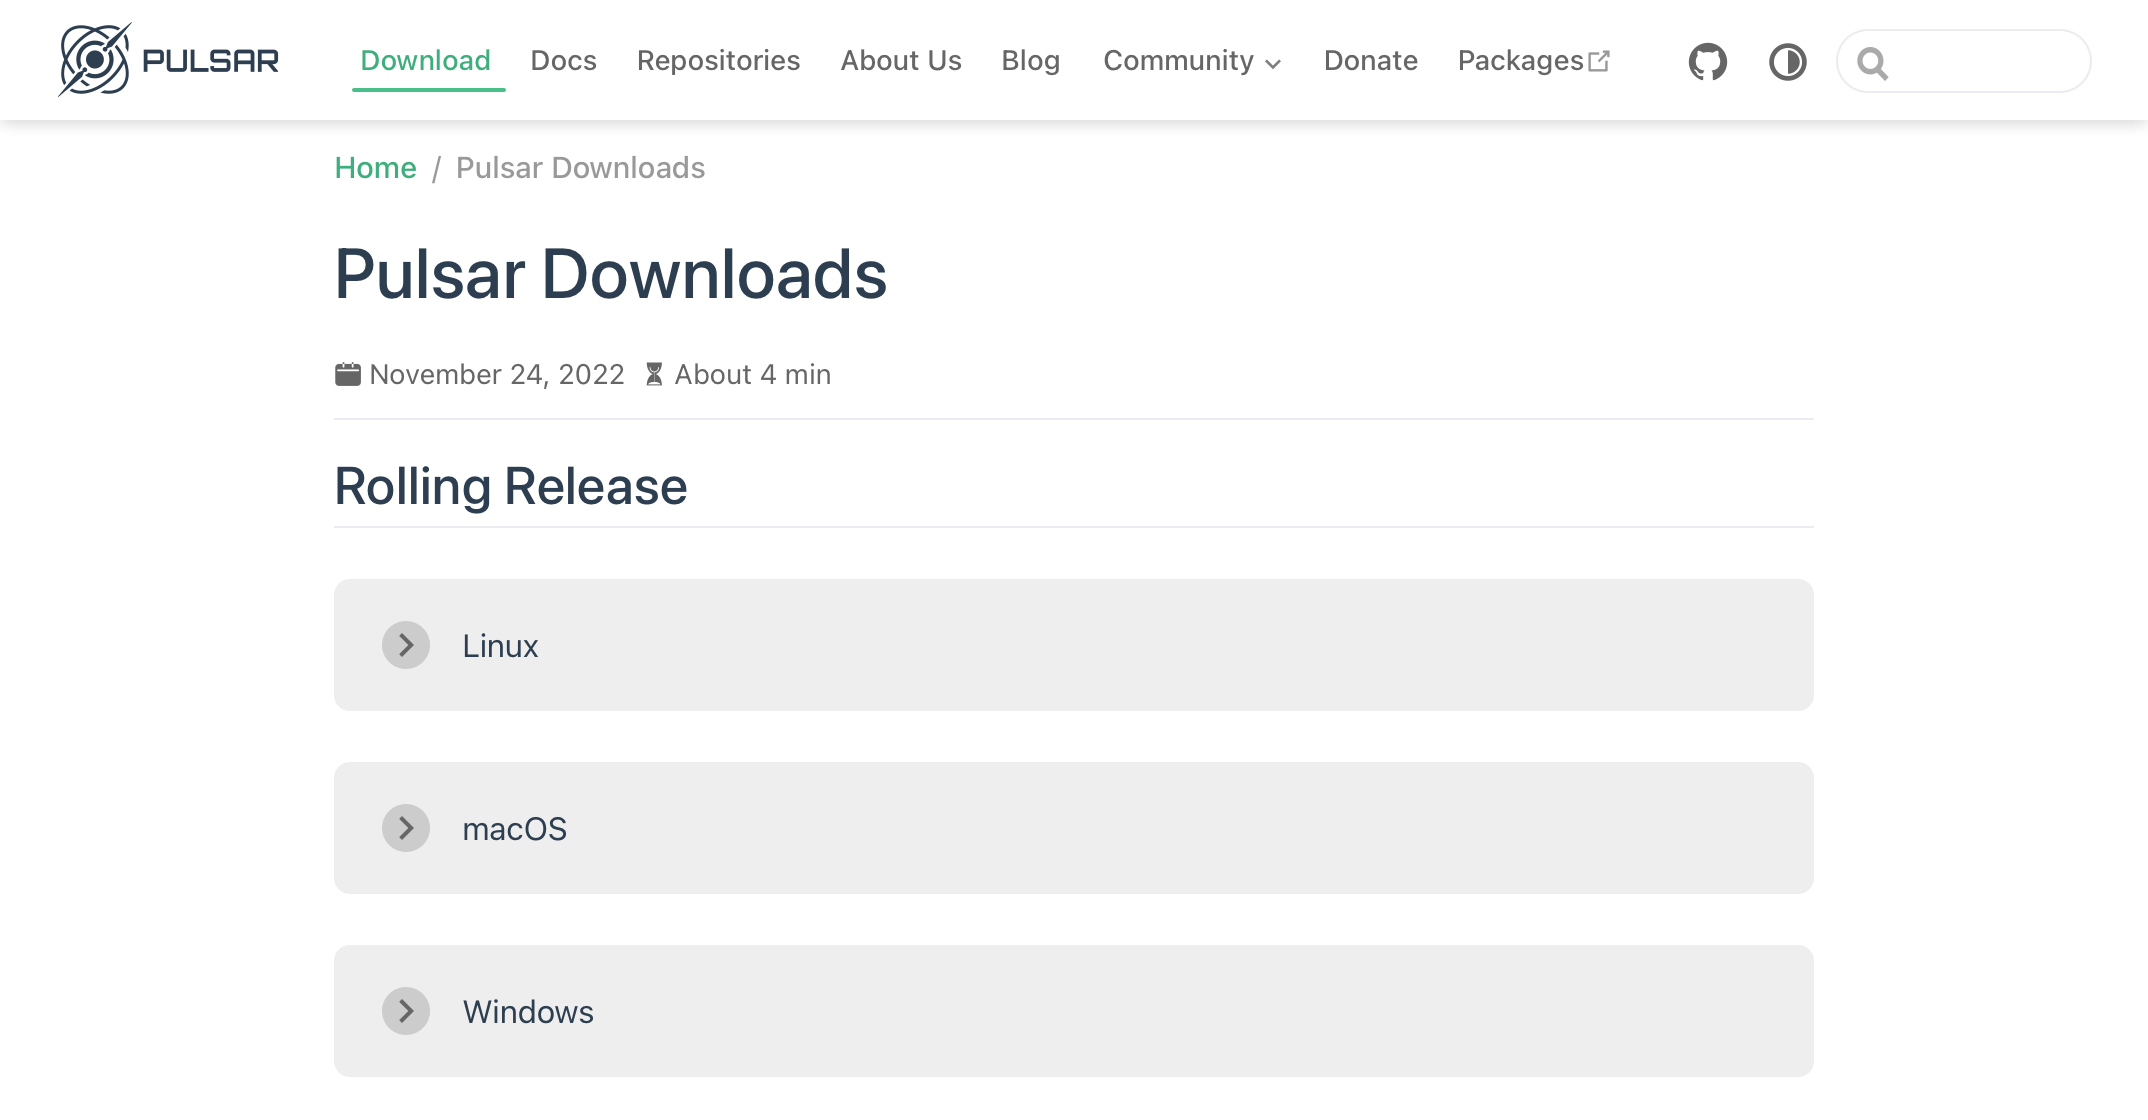 PULSAR
Download Docs Repositories About Us Blog Community Donate Packages
Home / Pulsar Downloads
Pulsar Downloads
November 24, 2022 About 4 min
Rolling Release
Linux
macOS
Windows